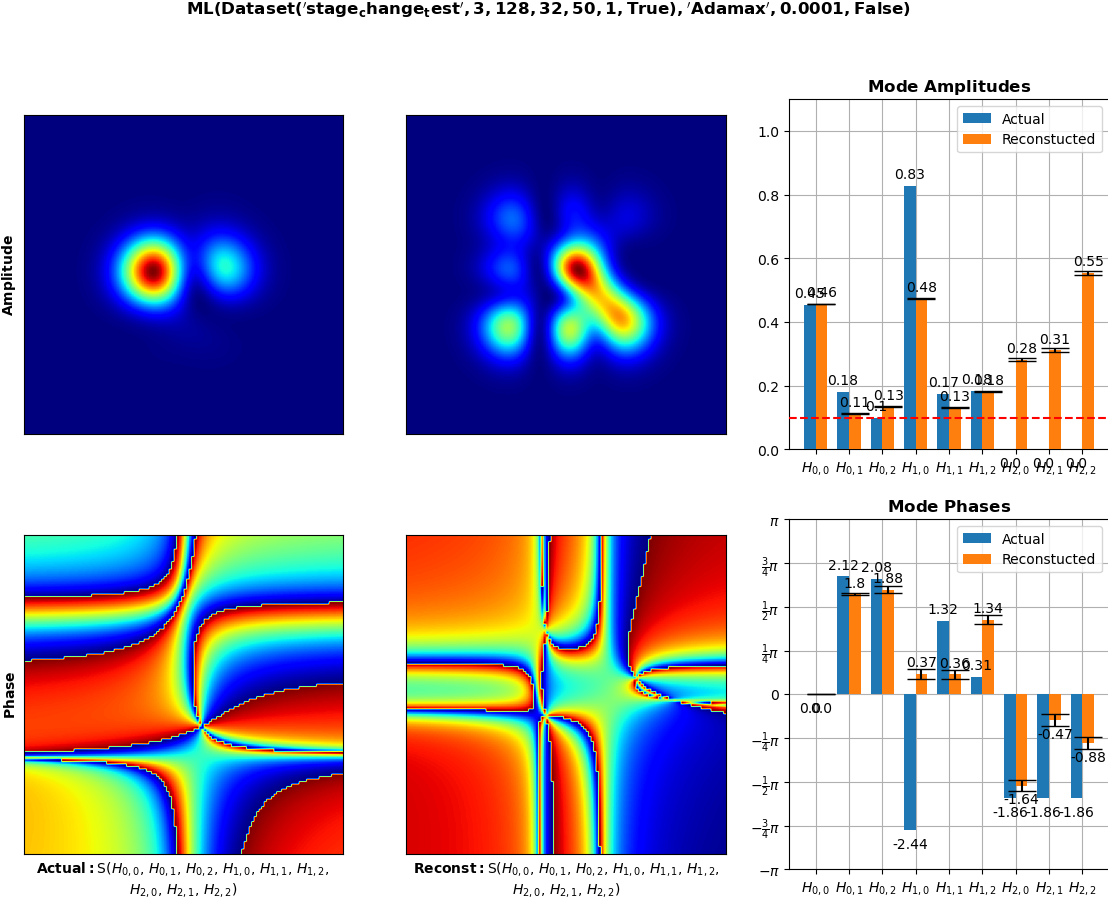 ML(Dataset('stage_change_test', 3, 128, 32, 50, 1, True), 'Adamax', 0.0001, False)
Amplitude
Mode Amplitudes
Actual
Reconstucted
1.0
0.8
0.6
0.4
0.2
0.0
0.45
0.46
0.18
0.11
0.1
0.13
0.83
0.48
0.17
0.13
0.18
0.18
0.0
0.28
0.0
0.31
0.0
0.55
H0,0 H0,1 H0,2 H1,0 H1,1 H1,2 H2,0 H2,1 H2,2
Phase
Mode Phases
Actual
Reconstucted
π
3/4π
1/2π
1/4π
0
−1/4π
−1/2π
−3/4π
−π
0.0
0.0
2.12
1.8
2.08
1.88
-2.44
0.37
1.32
0.36
0.31
1.34
-1.86
-1.64
-1.86
-0.47
-1.86
-0.88
H0,0 H0,1 H0,2 H1,0 H1,1 H1,2 H2,0 H2,1 H2,2
Actual: S(H0,0, H0,1, H0,2, H1,0, H1,1, H1,2,
H2,0, H2,1, H2,2)
Reconst: S(H0,0, H0,1, H0,2, H1,0, H1,1, H1,2,
H2,0, H2,1, H2,2)